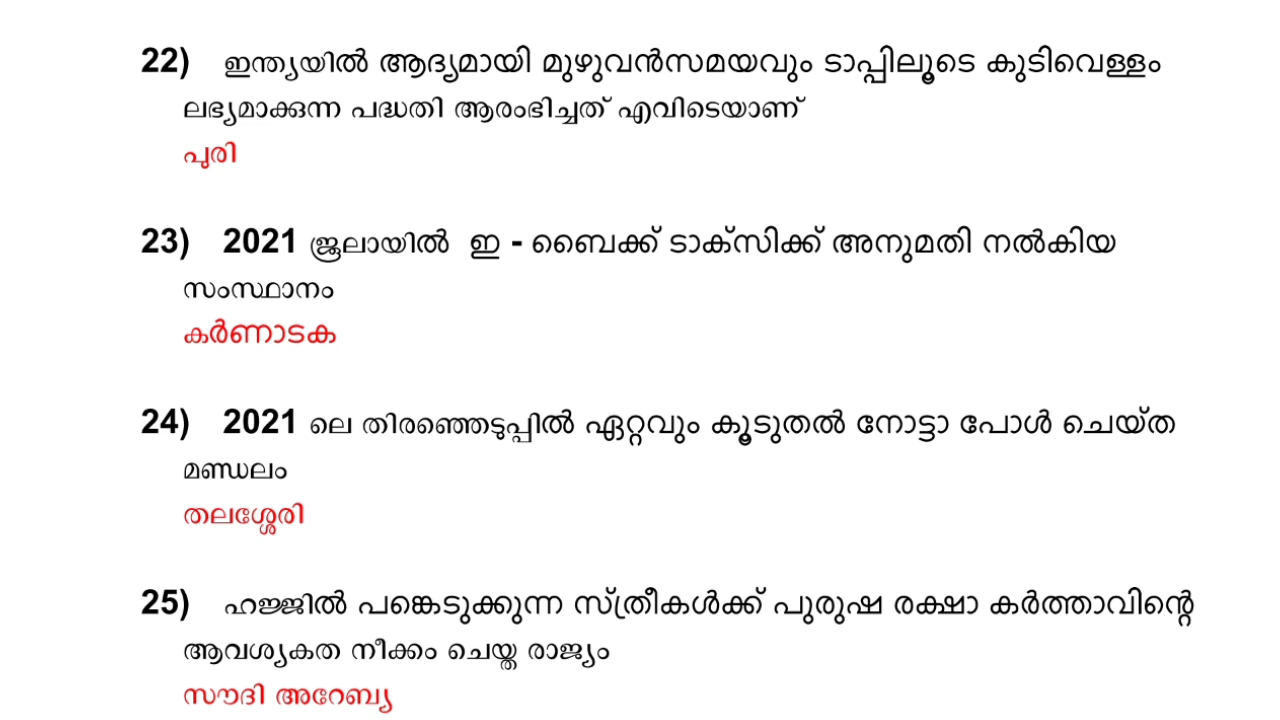 22) ഇന്ത്യയിൽ ആദ്യമായി മുഴുവൻസമയവും ടാപ്പിലൂടെ കുടിവെള്ളം
ലഭ്യമാക്കുന്ന പദ്ധതി ആരംഭിച്ചത് എവിടെയാണ്
പുരി
23) 2021 ജൂലായിൽ ഇ - ബൈക്ക് ടാക്സിക്ക് അനുമതി നൽകിയ
സംസ്ഥാനം
കർണാടക
24) 2021 ലെ തിരഞ്ഞെടുപ്പിൽ ഏറ്റവും കൂടുതൽ നോട്ടാ പോൾ ചെയ്ത
മണ്ഡലം
തലശ്ശേരി
25) ഹജ്ജിൽ പങ്കെടുക്കുന്ന സ്ത്രീകൾക്ക് പുരുഷ രക്ഷാ കർത്താവിന്റെ
ആവശ്യകത നീക്കം ചെയ്ത രാജ്യം
സൗദി അറേബ്യ